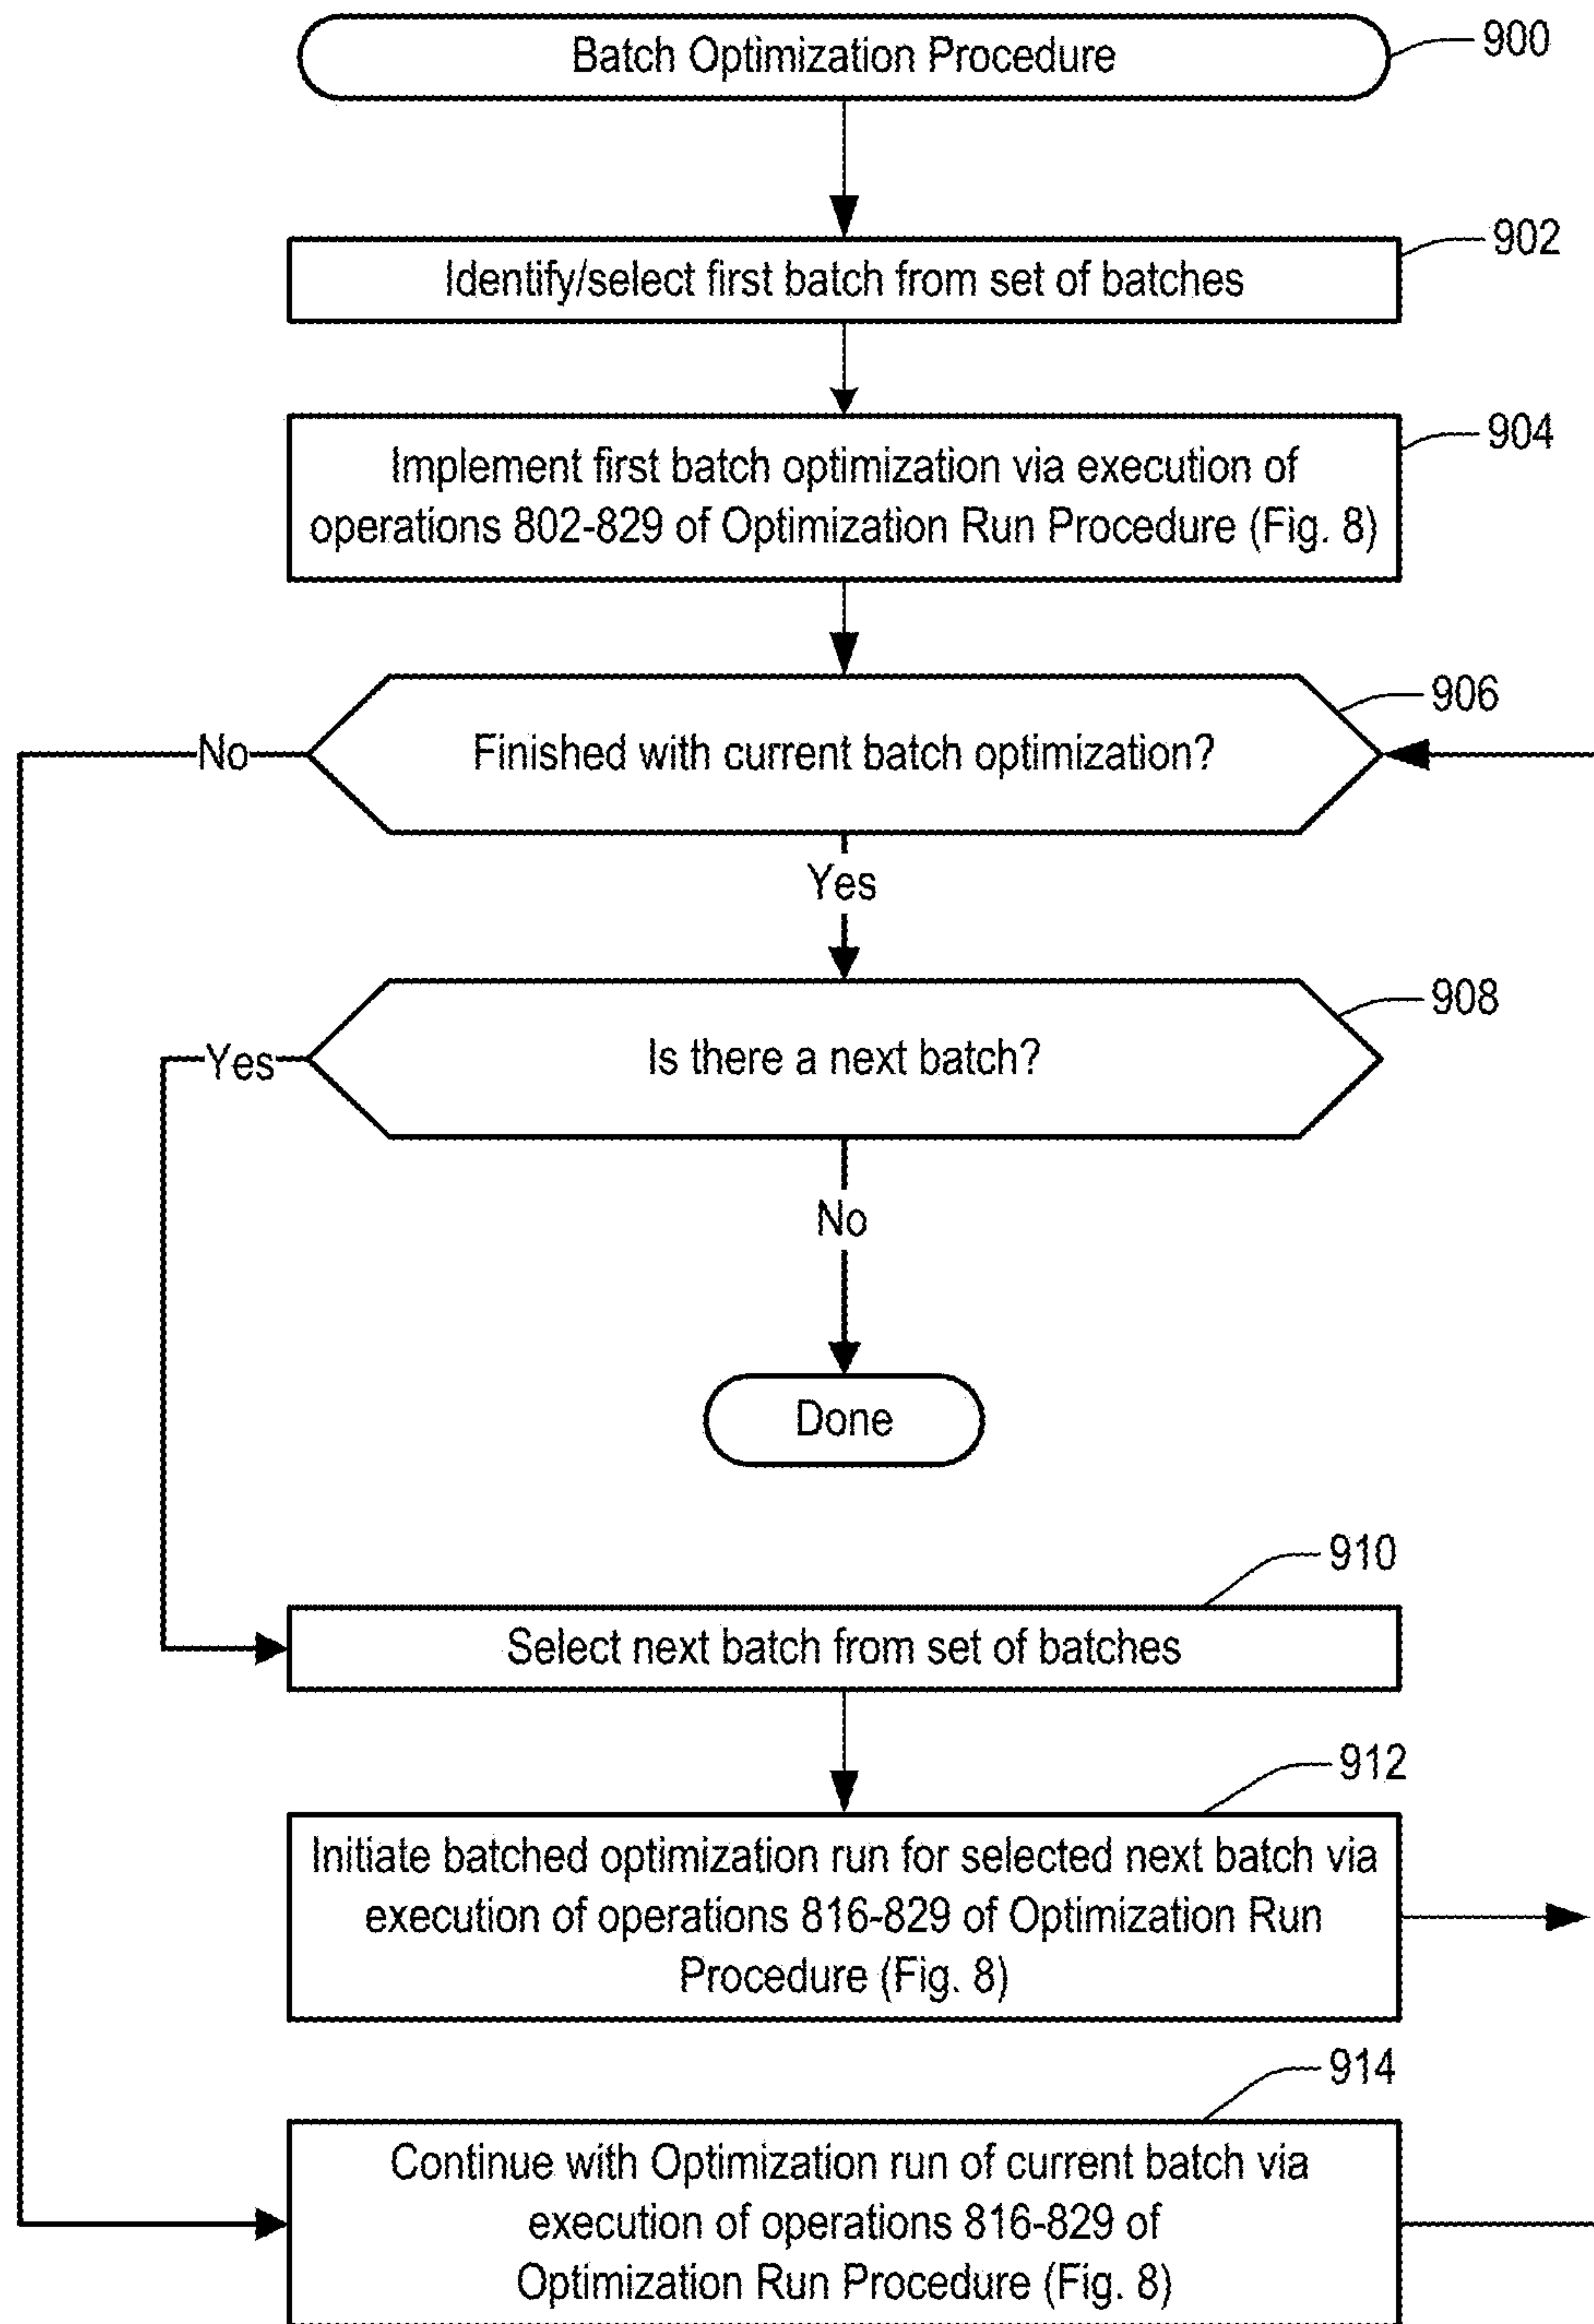 Batch Optimization Procedure
900
902
Identify/select first batch from set of batches
904
Implement first batch optimization via execution of
operations 802-829 of Optimization Run Procedure (Fig. 8)
906
No
Finished with current batch optimization?
Yes
908
Yes
Is there a next batch?
No
Done
910
Select next batch from set of batches
912
Initiate batched optimization run for selected next batch via
execution of operations 816-829 of Optimization Run
Procedure (Fig. 8)
914
Continue with Optimization run of current batch via
execution of operations 816-829 of
Optimization Run Procedure (Fig. 8)